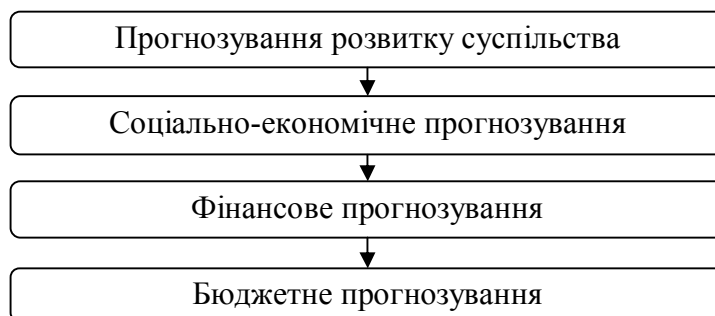 Прогнозування розвитку суспільства
Соціально-економічне прогнозування
Фінансове прогнозування
Бюджетне прогнозування